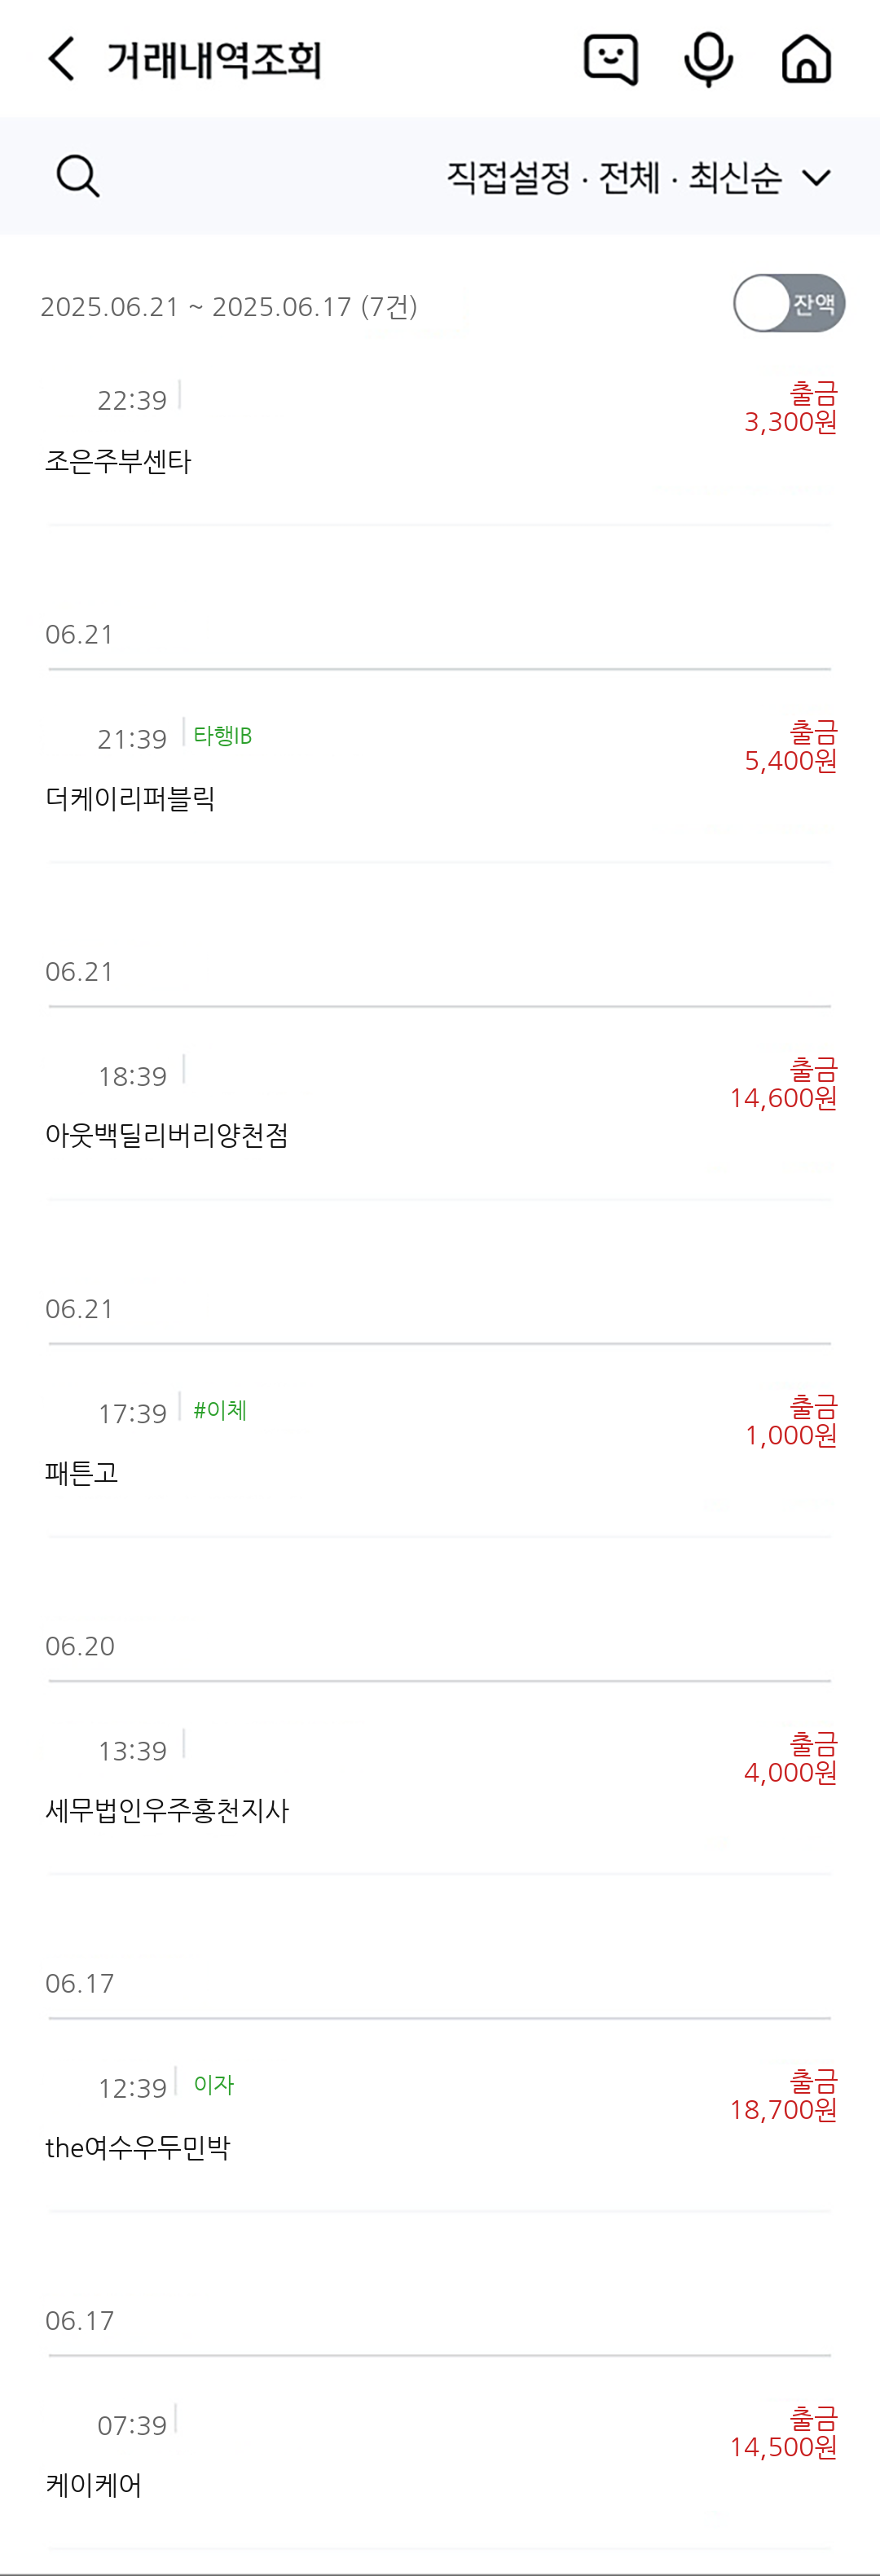 거래내역조회
직접설정 · 전체 · 최신순
2025.06.21 ~ 2025.06.17 (7건)
잔액
22:39
출금
3,300원
조은주부센타
06.21
21:39 타행IB
출금
5,400원
더케이리퍼블릭
06.21
18:39
출금
14,600원
아웃백딜리버리양천점
06.21
17:39 #이체
출금
1,000원
패튼고
06.20
13:39
출금
4,000원
세무법인우주홍천지사
06.17
12:39 이자
출금
18,700원
the여수우두민박
06.17
07:39
출금
14,500원
케이케어